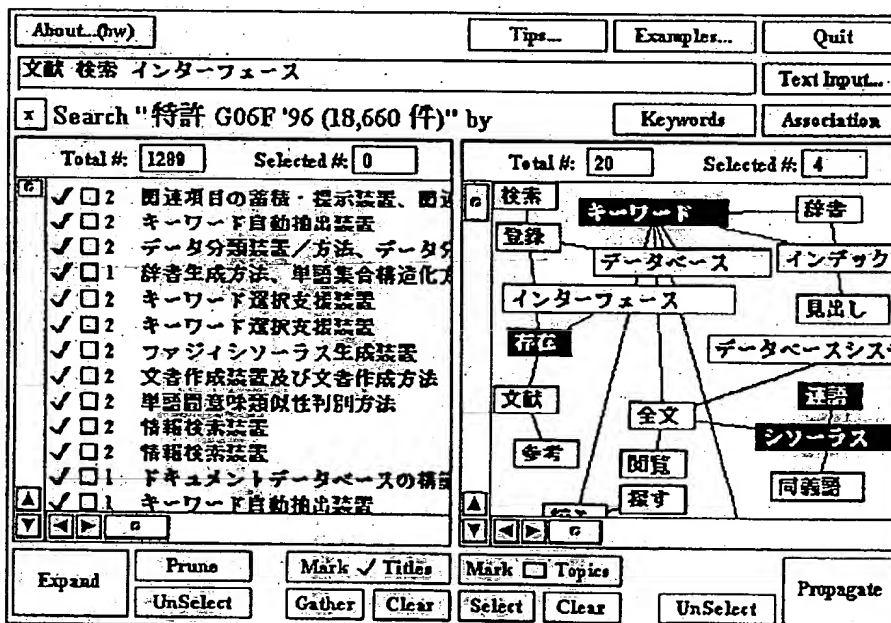 About...(hw) Tips... Examples... Quit
文献 検索 インターフェース Text Input...
x Search "特許 G06F '96 (18,660 件)" by Keywords Association
Total #: 1289 Selected #: 0
✓ □ 2 関連項目の蓄積・提示装置、関連
✓ □ 2 キーワード自動抽出装置
✓ □ 2 データ分類装置/方法、データ分
✓ □ 1 辞書生成方法、単語集合構造化方
✓ □ 2 キーワード選択支援装置
✓ □ 2 キーワード選択支援装置
✓ □ 2 ファジィシソーラス生成装置
✓ □ 2 文書作成装置及び文書作成方法
✓ □ 2 単語間意味類似性判別方法
✓ □ 2 情報検索装置
✓ □ 2 情報検索装置
✓ □ 1 ドキュメントデータベースの構築
✓ □ 1 キーワード自動抽出装置
Total #: 20 Selected #: 4
検索
キーワード
辞書
登録
データベース
インデック
インターフェース
見出し
存在
データベースシステ
文献
全文
連語
シソーラス
参考
閲覧
探す
同義語
Expand Prune Mark ✓ Titles Mark □ Topics Propagate
UnSelect Gather Clear Select Clear UnSelect